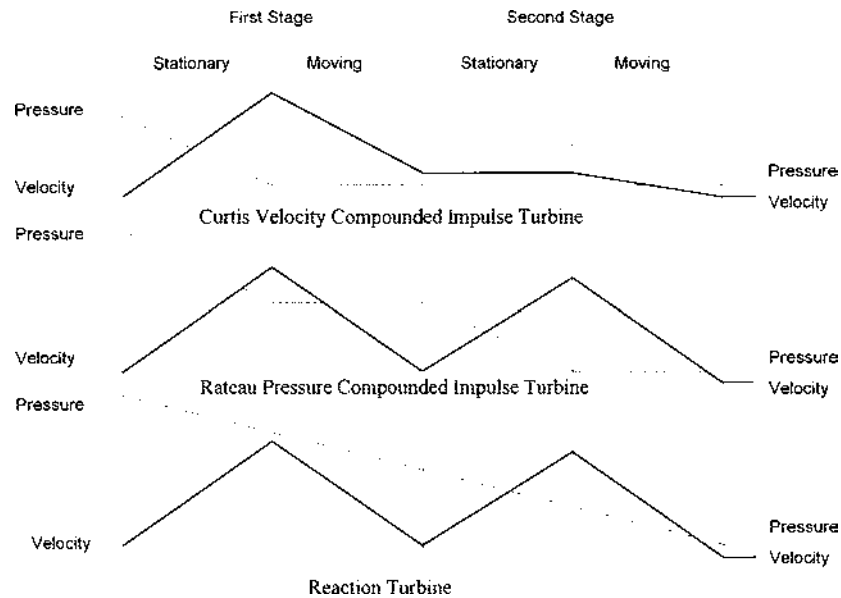 First Stage Second Stage
Stationary Moving Stationary Moving
Pressure
Pressure
Velocity
Velocity
Curtis Velocity Compounded Impulse Turbine
Pressure
Velocity
Pressure
Velocity
Rateau Pressure Compounded Impulse Turbine
Pressure
Pressure
Velocity
Velocity
Reaction Turbine